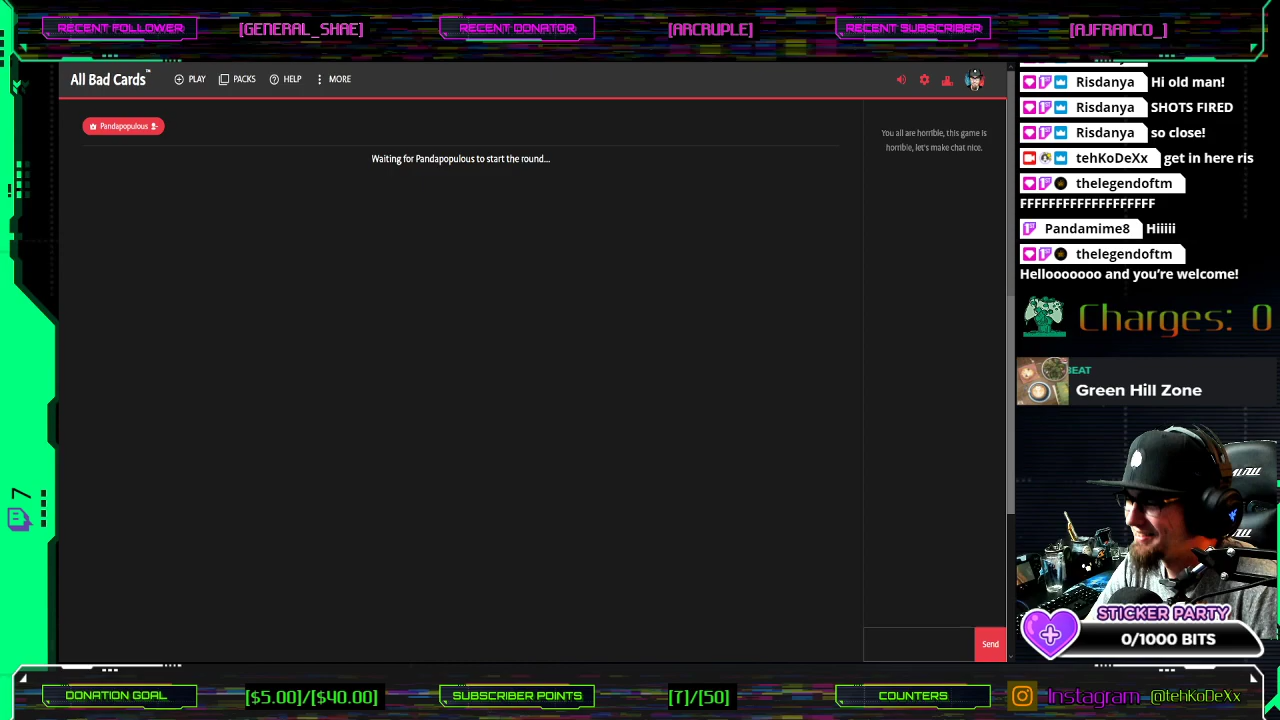 RECENT FOLLOWER
[GENERAL_SHAE]
RECENT DONATOR
[ARCRUPLE]
RECENT SUBSCRIBER
[AJFRANCO_]
All Bad Cards™
PLAY
PACKS
HELP
MORE
Pandapopulous
Waiting for Pandapopulous to start the round...
You all are horrible, this game is
horrible, let's make chat nice.
Send
Risdanya Hi old man!
Risdanya SHOTS FIRED
Risdanya so close!
tehKoDeXx get in here ris
thelegendoftm
FFFFFFFFFFFFFFFFFFF
Pandamime8 Hiiiii
thelegendoftm
Hellooooooo and you're welcome!
Charges: 0
BEAT
Green Hill Zone
STICKER PARTY
0/1000 BITS
7
DONATION GOAL
[$5.00]/[$40.00]
SUBSCRIBER POINTS
[7]/[50]
COUNTERS
Instagram @tehKoDeXx